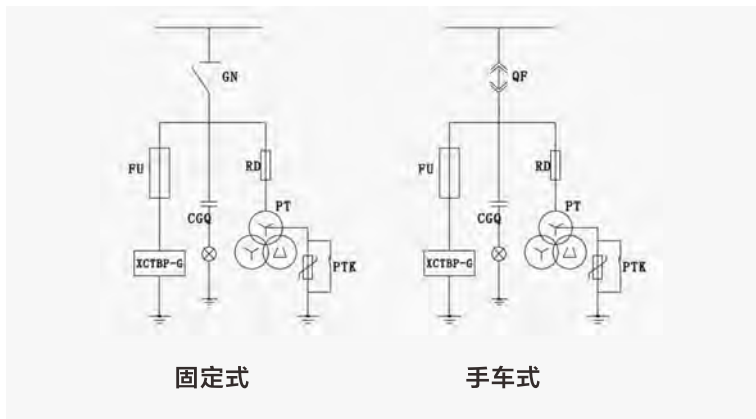 GN
FU
RD
CGQ
PT
XCTBP-G
PTK
固定式
QF
FU
RD
CGQ
PT
XCTBP-G
PTK
手车式